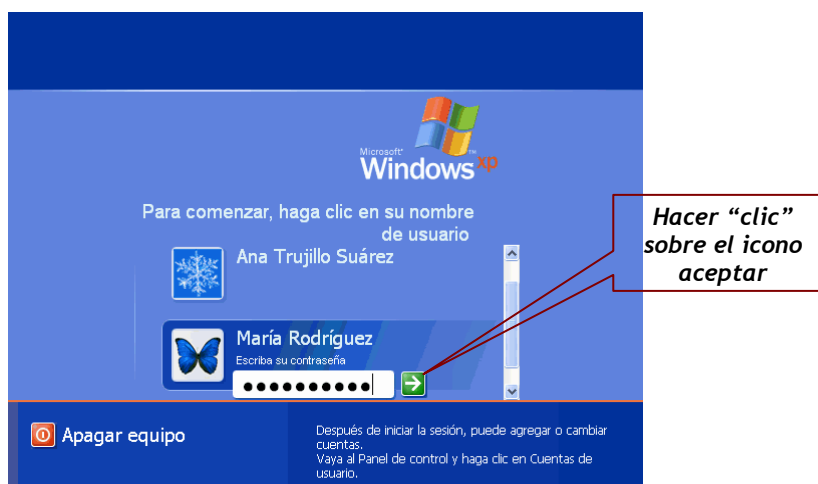 Microsoft
Windows xp
Para comenzar, haga clic en su nombre
de usuario
Ana Trujillo Suárez
María Rodríguez
Escriba su contraseña
Hacer “clic”
sobre el icono
aceptar
Apagar equipo
Después de iniciar la sesión, puede agregar o cambiar
cuentas.
Vaya al Panel de control y haga clic en Cuentas de
usuario.